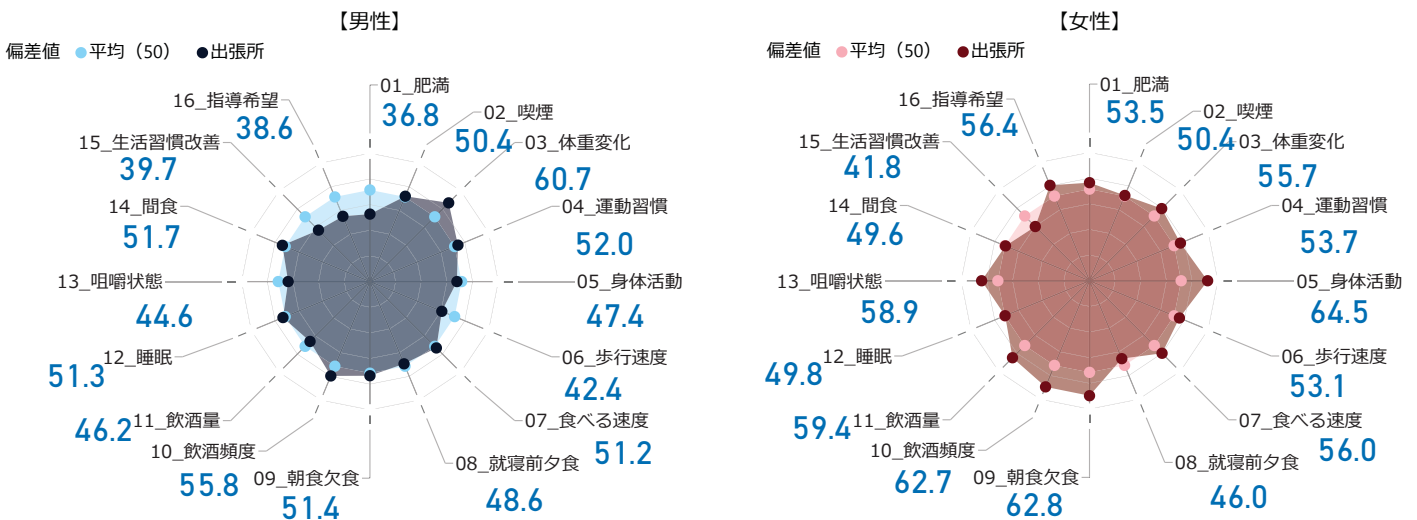 【男性】
偏差値 ●平均（50） ●出張所
01_肥満
36.8
02_喫煙
50.4
03_体重変化
60.7
04_運動習慣
52.0
05_身体活動
47.4
06_歩行速度
42.4
07_食べる速度
51.2
08_就寝前夕食
48.6
09_朝食欠食
51.4
10_飲酒頻度
55.8
11_飲酒量
46.2
12_睡眠
51.3
13_咀嚼状態
44.6
14_間食
51.7
15_生活習慣改善
39.7
16_指導希望
38.6
【女性】
偏差値 ●平均（50） ●出張所
01_肥満
53.5
02_喫煙
50.4
03_体重変化
55.7
04_運動習慣
53.7
05_身体活動
64.5
06_歩行速度
53.1
07_食べる速度
56.0
08_就寝前夕食
46.0
09_朝食欠食
62.8
10_飲酒頻度
62.7
11_飲酒量
59.4
12_睡眠
49.8
13_咀嚼状態
58.9
14_間食
49.6
15_生活習慣改善
41.8
16_指導希望
56.4